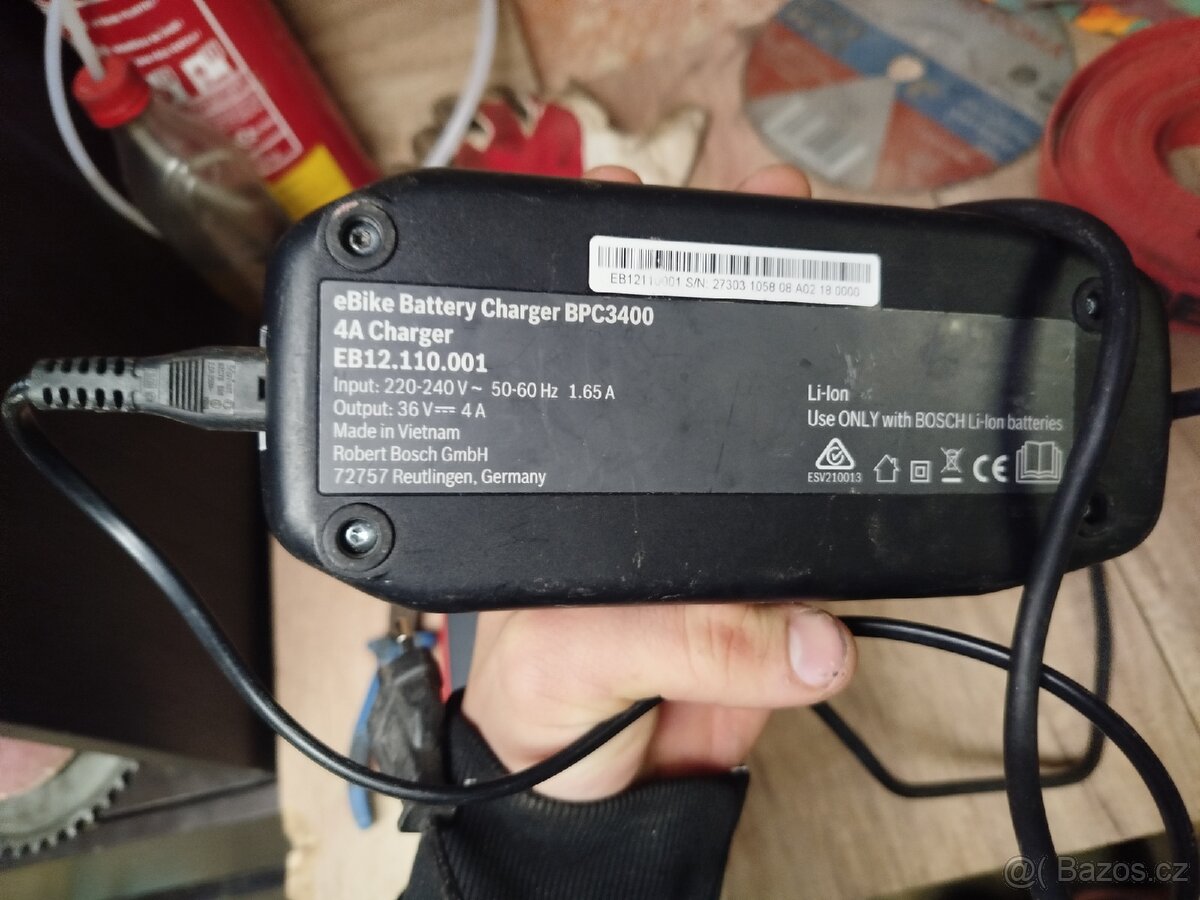 EB12110001 S/N: 27303 1058 08 A02 18 0000
eBike Battery Charger BPC3400
4A Charger
EB12.110.001
Input: 220-240 V ~ 50-60 Hz 1.65 A
Output: 36 V⎓ 4 A
Made in Vietnam
Robert Bosch GmbH
72757 Reutlingen, Germany
Li-Ion
Use ONLY with BOSCH Li-Ion batteries
ESV210013
CE
@( Bazos.cz